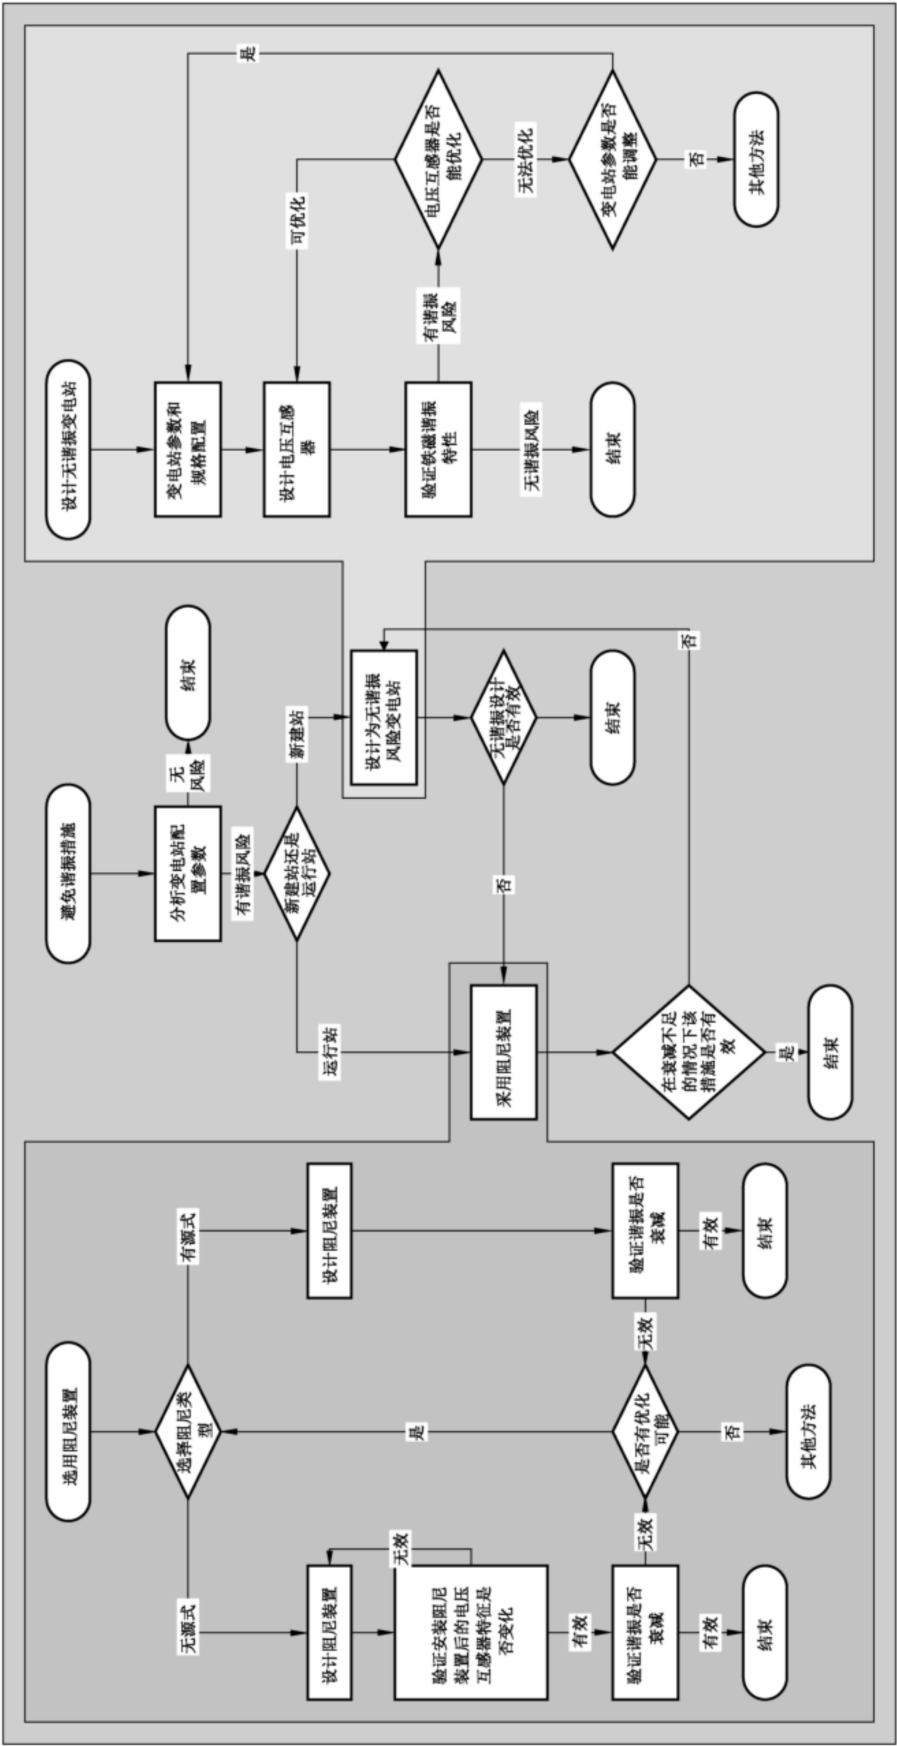 选用阻尼装置
选择阻尼类
型
无源式
有源式
设计阻尼装置
设计阻尼装置
无效
验证安装阻尼
装置后的电压
互感器特征是
否变化
有效
验证谐振是否
衰减
无效
是否有优化
可能
无效
验证谐振是否
衰减
是
有效
否
有效
结束
其他方法
结束
避免谐振措施
分析变电站配
置参数
无
风险
结束
有谐振风险
新建站还是
运行站
运行站
新建站
设计为无谐振
风险变电站
无谐振设计
是否有效
否
结束
采用阻尼装置
在衰减不足
的情况下该
措施是否有
效
否
是
结束
设计无谐振变电站
变电站参数和
规格配置
是
设计电压互感
器
可优化
验证铁磁谐振
特性
有谐振
风险
电压互感器是否
能优化
无谐振风险
无法优化
结束
变电站参数是否
能调整
否
其他方法